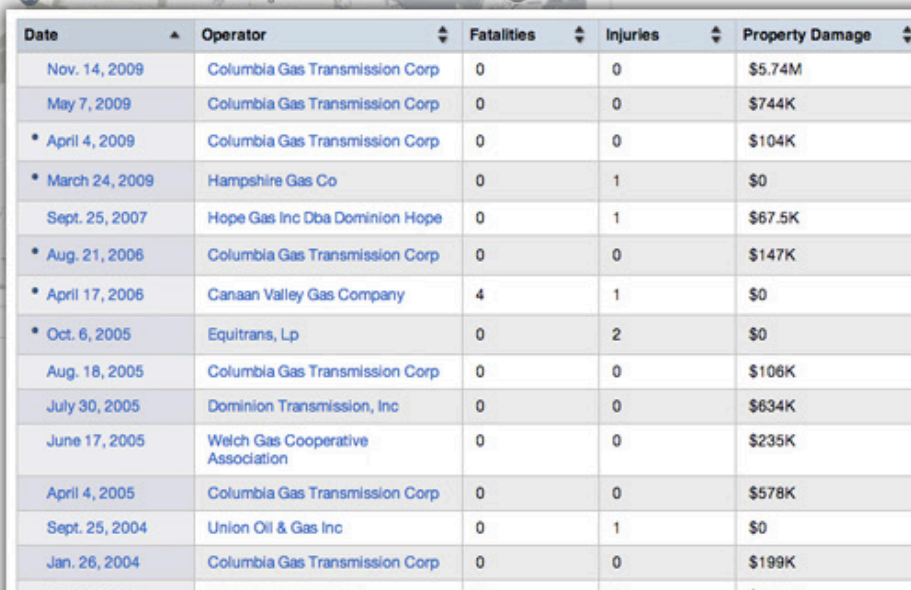 Date Operator Fatalities Injuries Property Damage
Nov. 14, 2009 Columbia Gas Transmission Corp 0 0 $5.74M
May 7, 2009 Columbia Gas Transmission Corp 0 0 $744K
• April 4, 2009 Columbia Gas Transmission Corp 0 0 $104K
• March 24, 2009 Hampshire Gas Co 0 1 $0
Sept. 25, 2007 Hope Gas Inc Dba Dominion Hope 0 1 $67.5K
• Aug. 21, 2006 Columbia Gas Transmission Corp 0 0 $147K
• April 17, 2006 Canaan Valley Gas Company 4 1 $0
• Oct. 6, 2005 Equitrans, Lp 0 2 $0
Aug. 18, 2005 Columbia Gas Transmission Corp 0 0 $106K
July 30, 2005 Dominion Transmission, Inc 0 0 $634K
June 17, 2005 Welch Gas Cooperative 0 0 $235K
Association
April 4, 2005 Columbia Gas Transmission Corp 0 0 $578K
Sept. 25, 2004 Union Oil & Gas Inc 0 1 $0
Jan. 26, 2004 Columbia Gas Transmission Corp 0 0 $199K